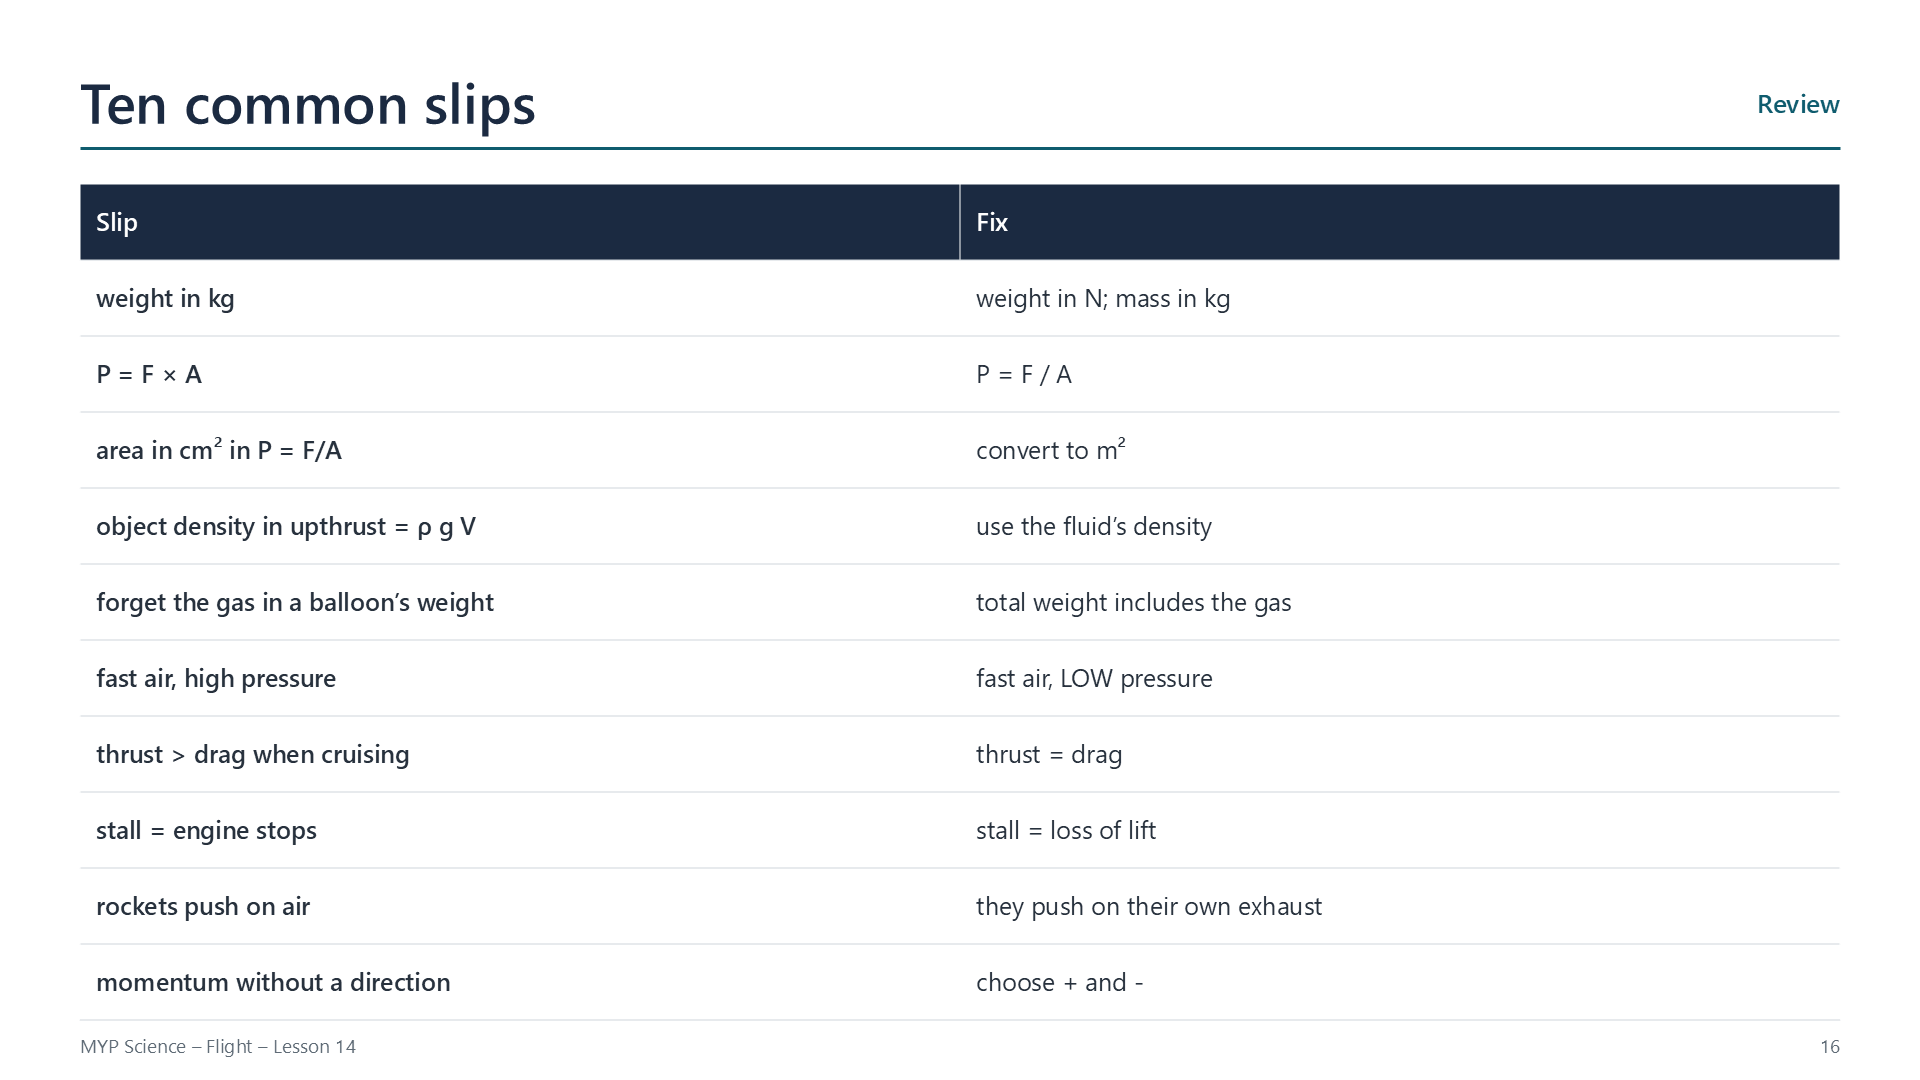 Ten common slips
Review
Slip
Fix
weight in kg
weight in N; mass in kg
P = F × A
P = F / A
area in cm² in P = F/A
convert to m²
object density in upthrust = ρ g V
use the fluid’s density
forget the gas in a balloon’s weight
total weight includes the gas
fast air, high pressure
fast air, LOW pressure
thrust > drag when cruising
thrust = drag
stall = engine stops
stall = loss of lift
rockets push on air
they push on their own exhaust
momentum without a direction
choose + and -
MYP Science – Flight – Lesson 14
16